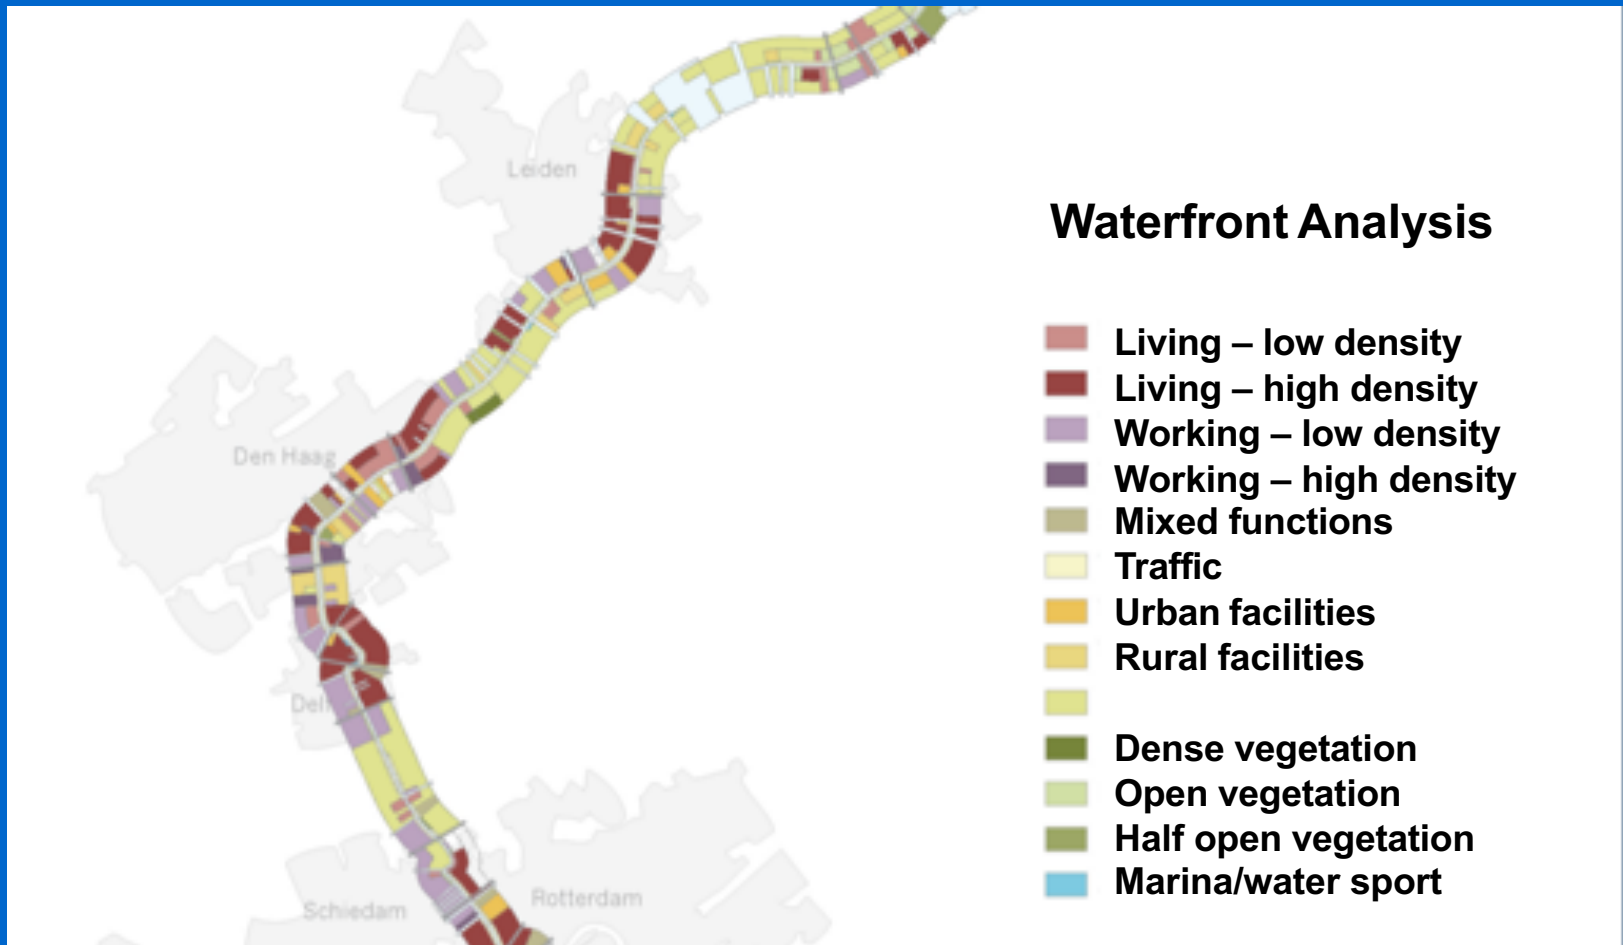 Leiden
Waterfront Analysis
Living – low density
Living – high density
Working – low density
Den Haag
Working – high density
Mixed functions
Traffic
Urban facilities
Rural facilities
Dense vegetation
Open vegetation
Half open vegetation
Marina/water sport
Rotterdam
Schiedam